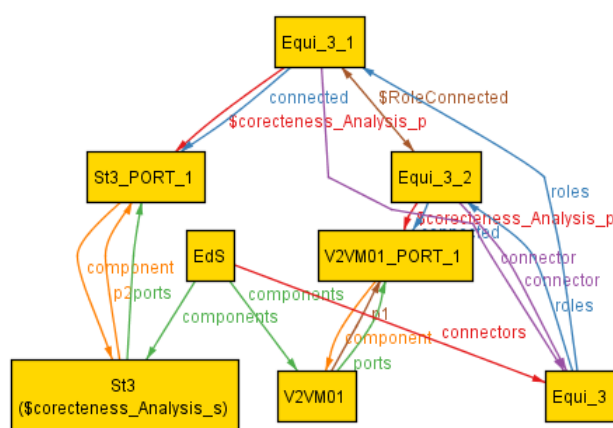 Equi_3_1
connected
$RoleConnected
$corecteness_Analysis_p
St3_PORT_1
Equi_3_2
roles
$corecteness_Analysis_p
connected
EdS
V2VM01_PORT_1
component
connector
p2ports
connector
components
p1
roles
components
component
connectors
ports
St3
($corecteness_Analysis_s)
V2VM01
Equi_3